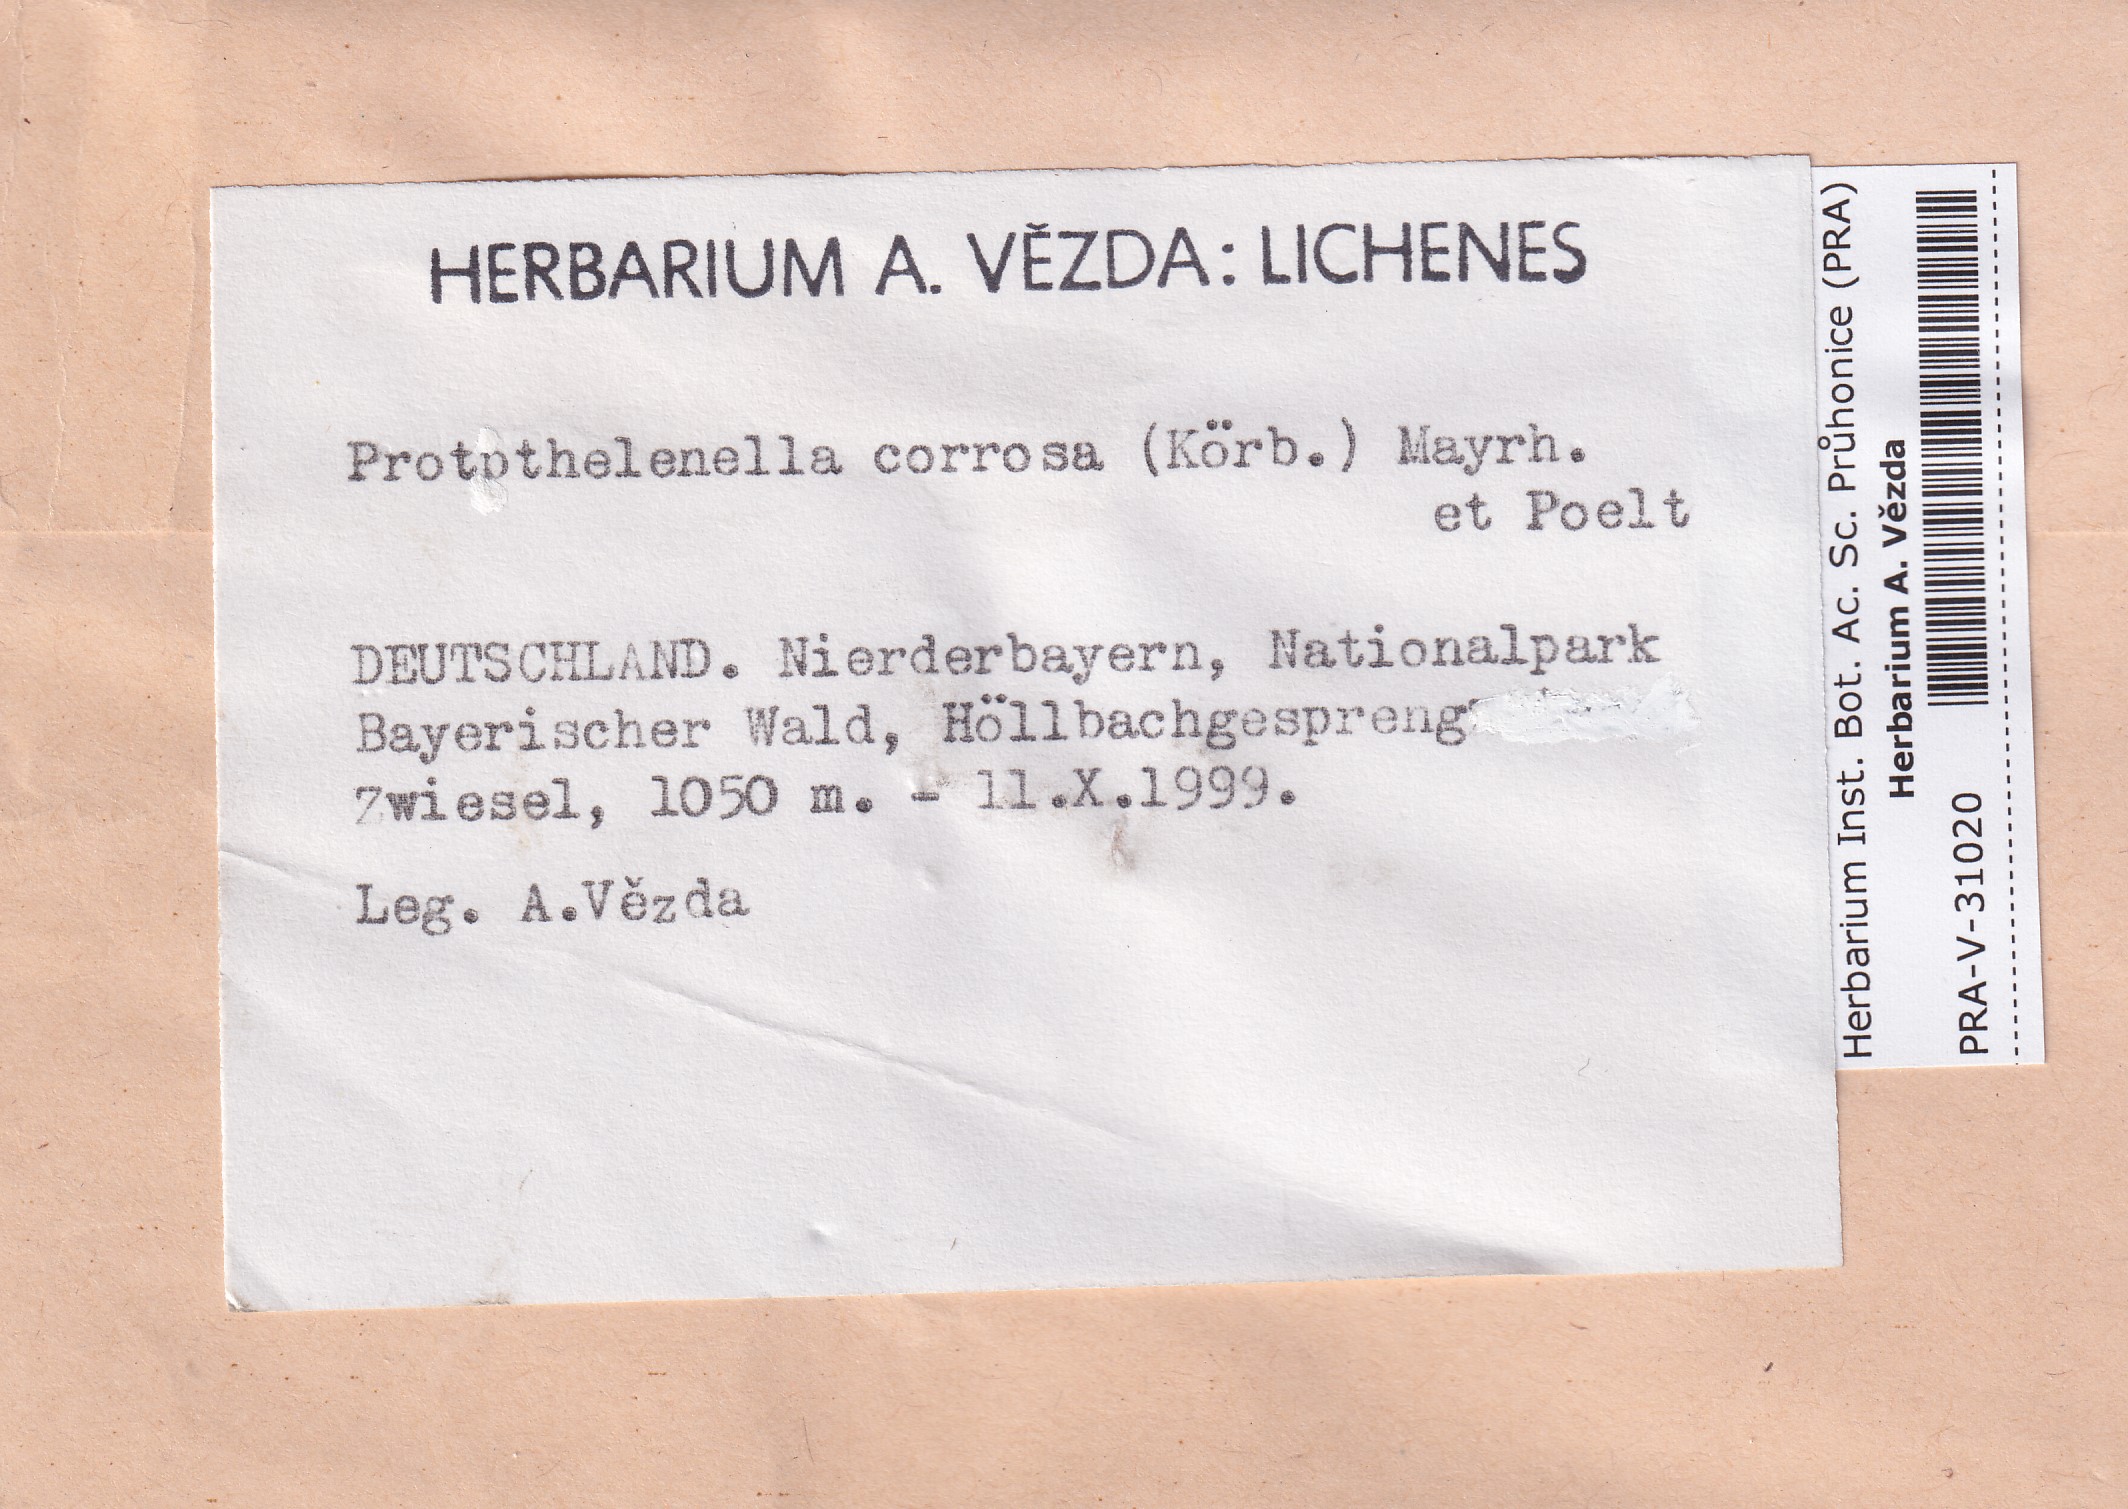 HERBARIUM A. VĚZDA: LICHENES
Protothelenella corrosa (Körb.) Mayrh.
et Poelt
DEUTSCHLAND. Nierderbayern, Nationalpark
Bayerischer Wald, Höllbachgespreng
Zwiesel, 1050 m. - 11.X.1999.
Leg. A.Vězda
Herbarium Inst. Bot. Ac. Sc. Průhonice (PRA)
Herbarium A. Vězda
PRA-V-31020